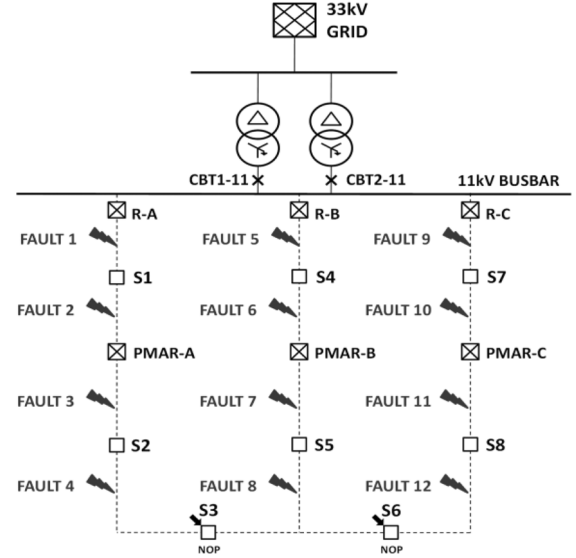 33kV
GRID
CBT1-11
CBT2-11
11kV BUSBAR
R-A
R-B
R-C
FAULT 1
FAULT 5
FAULT 9
S1
S4
S7
FAULT 2
FAULT 6
FAULT 10
PMAR-A
PMAR-B
PMAR-C
FAULT 3
FAULT 7
FAULT 11
S2
S5
S8
FAULT 4
FAULT 8
FAULT 12
S3
S6
NOP
NOP